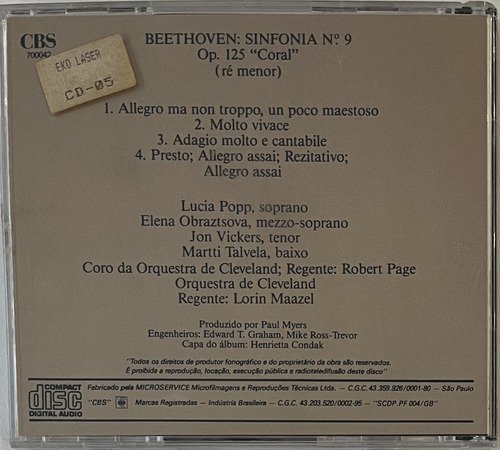 CBS
700042
EKO LASER
CD-05
BEETHOVEN: SINFONIA Nº 9
Op. 125 “Coral”
(ré menor)
1. Allegro ma non troppo, un poco maestoso
2. Molto vivace
3. Adagio molto e cantabile
4. Presto; Allegro assai; Rezitativo;
Allegro assai
Lucia Popp, soprano
Elena Obraztsova, mezzo-soprano
Jon Vickers, tenor
Martti Talvela, baixo
Coro da Orquestra de Cleveland; Regente: Robert Page
Orquestra de Cleveland
Regente: Lorin Maazel
Produzido por Paul Myers
Engenheiros: Edward T. Graham, Mike Ross-Trevor
Capa do álbum: Henrietta Condak
"Todos os direitos de produtor fonográfico e do proprietário da obra são reservados.
É proibida a reprodução, locação, execução pública e radioteledifusão deste disco"
COMPACT
disc
DIGITAL AUDIO
Fabricado pela MICROSERVICE Microfilmagens e Reproduções Técnicas Ltda. – C.G.C. 43.359.926/0001-80 – São Paulo
"CBS" Marcas Registradas – Indústria Brasileira – C.G.C. 43.203.520/0002-95 – "SCDP.PF 004/GB"